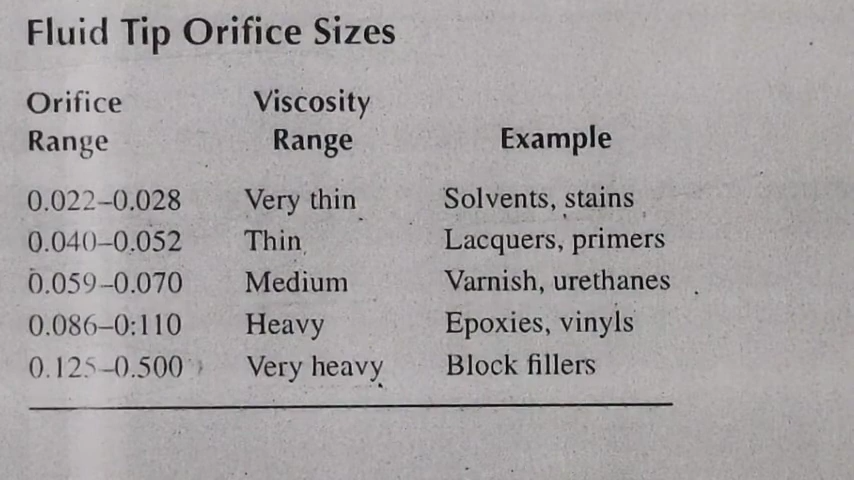 Fluid Tip Orifice Sizes
Orifice Viscosity
Range Range Example
0.022–0.028 Very thin Solvents, stains
0.040–0.052 Thin Lacquers, primers
0.059–0.070 Medium Varnish, urethanes
0.086–0:110 Heavy Epoxies, vinyls
0.125–0.500 Very heavy Block fillers